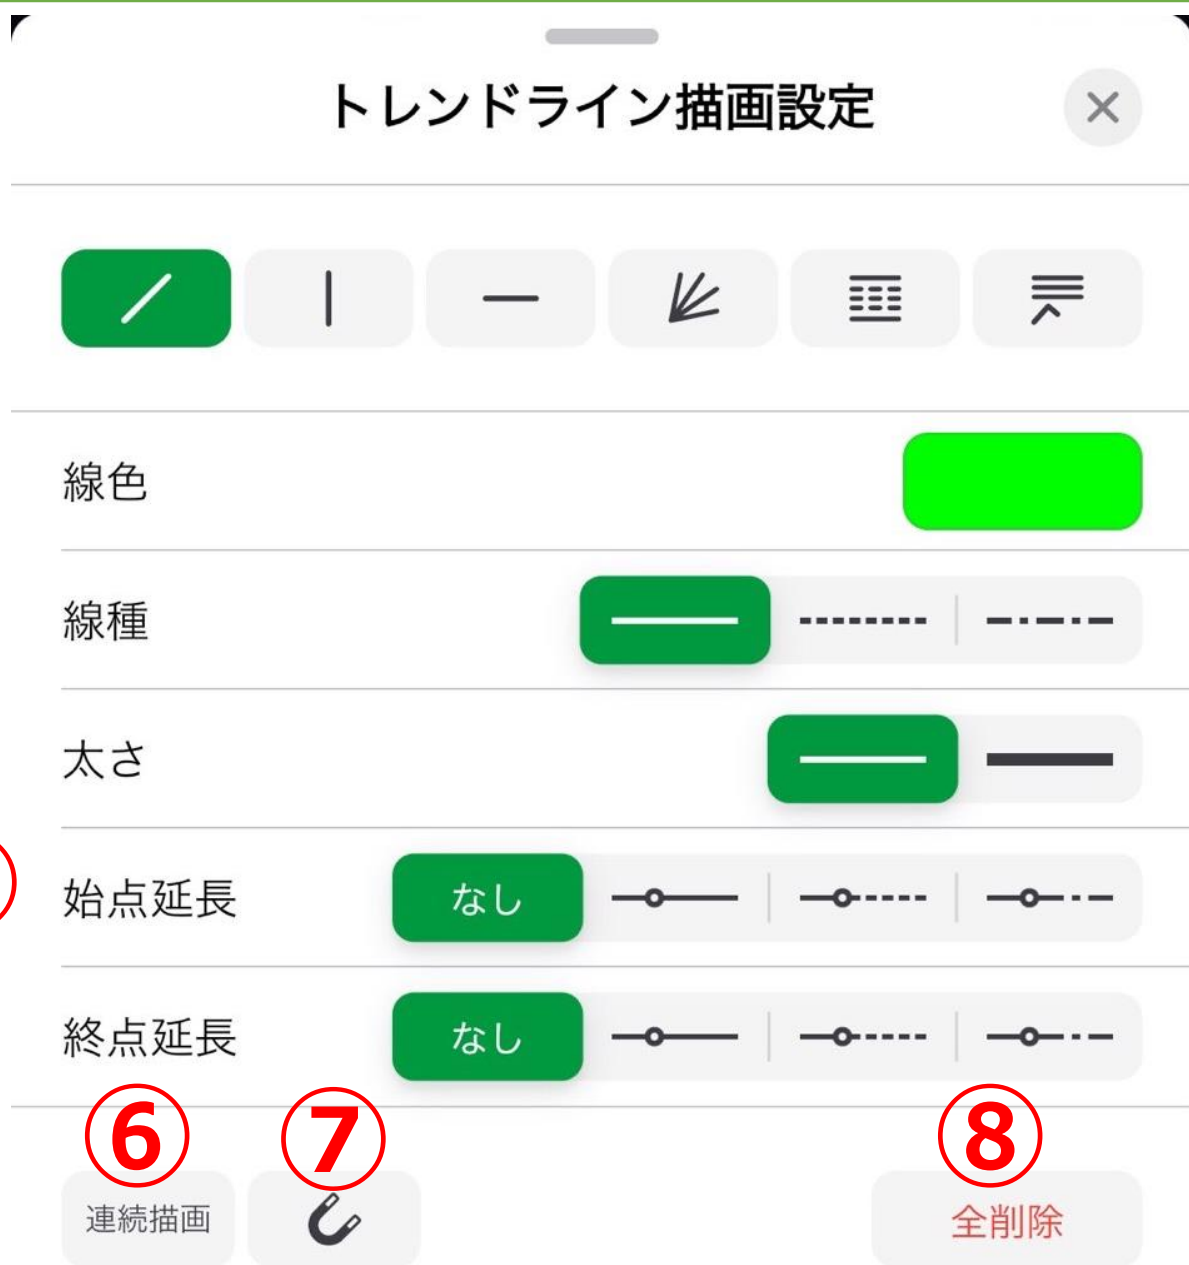 トレンドライン描画設定
線色
線種
太さ
始点延長 なし
終点延長 なし
⑥ ⑦ ⑧
連続描画 全削除